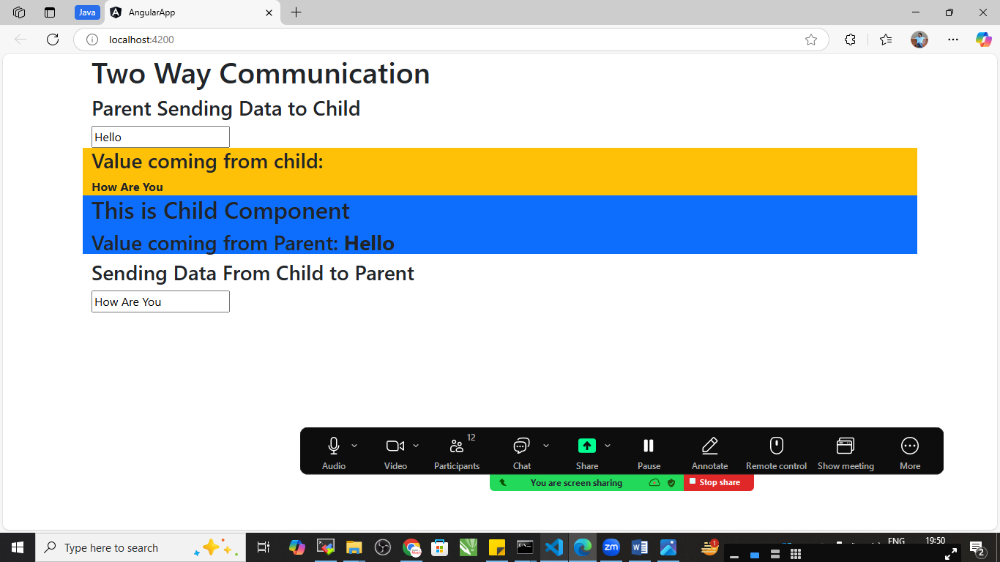 Java
AngularApp
localhost:4200
Two Way Communication
Parent Sending Data to Child
Hello
Value coming from child:
How Are You
This is Child Component
Value coming from Parent: Hello
Sending Data From Child to Parent
How Are You
12
Audio Video Participants Chat Share Pause Annotate Remote control Show meeting More
You are screen sharing Stop share
Type here to search
zm
1
ENG
19:50
2